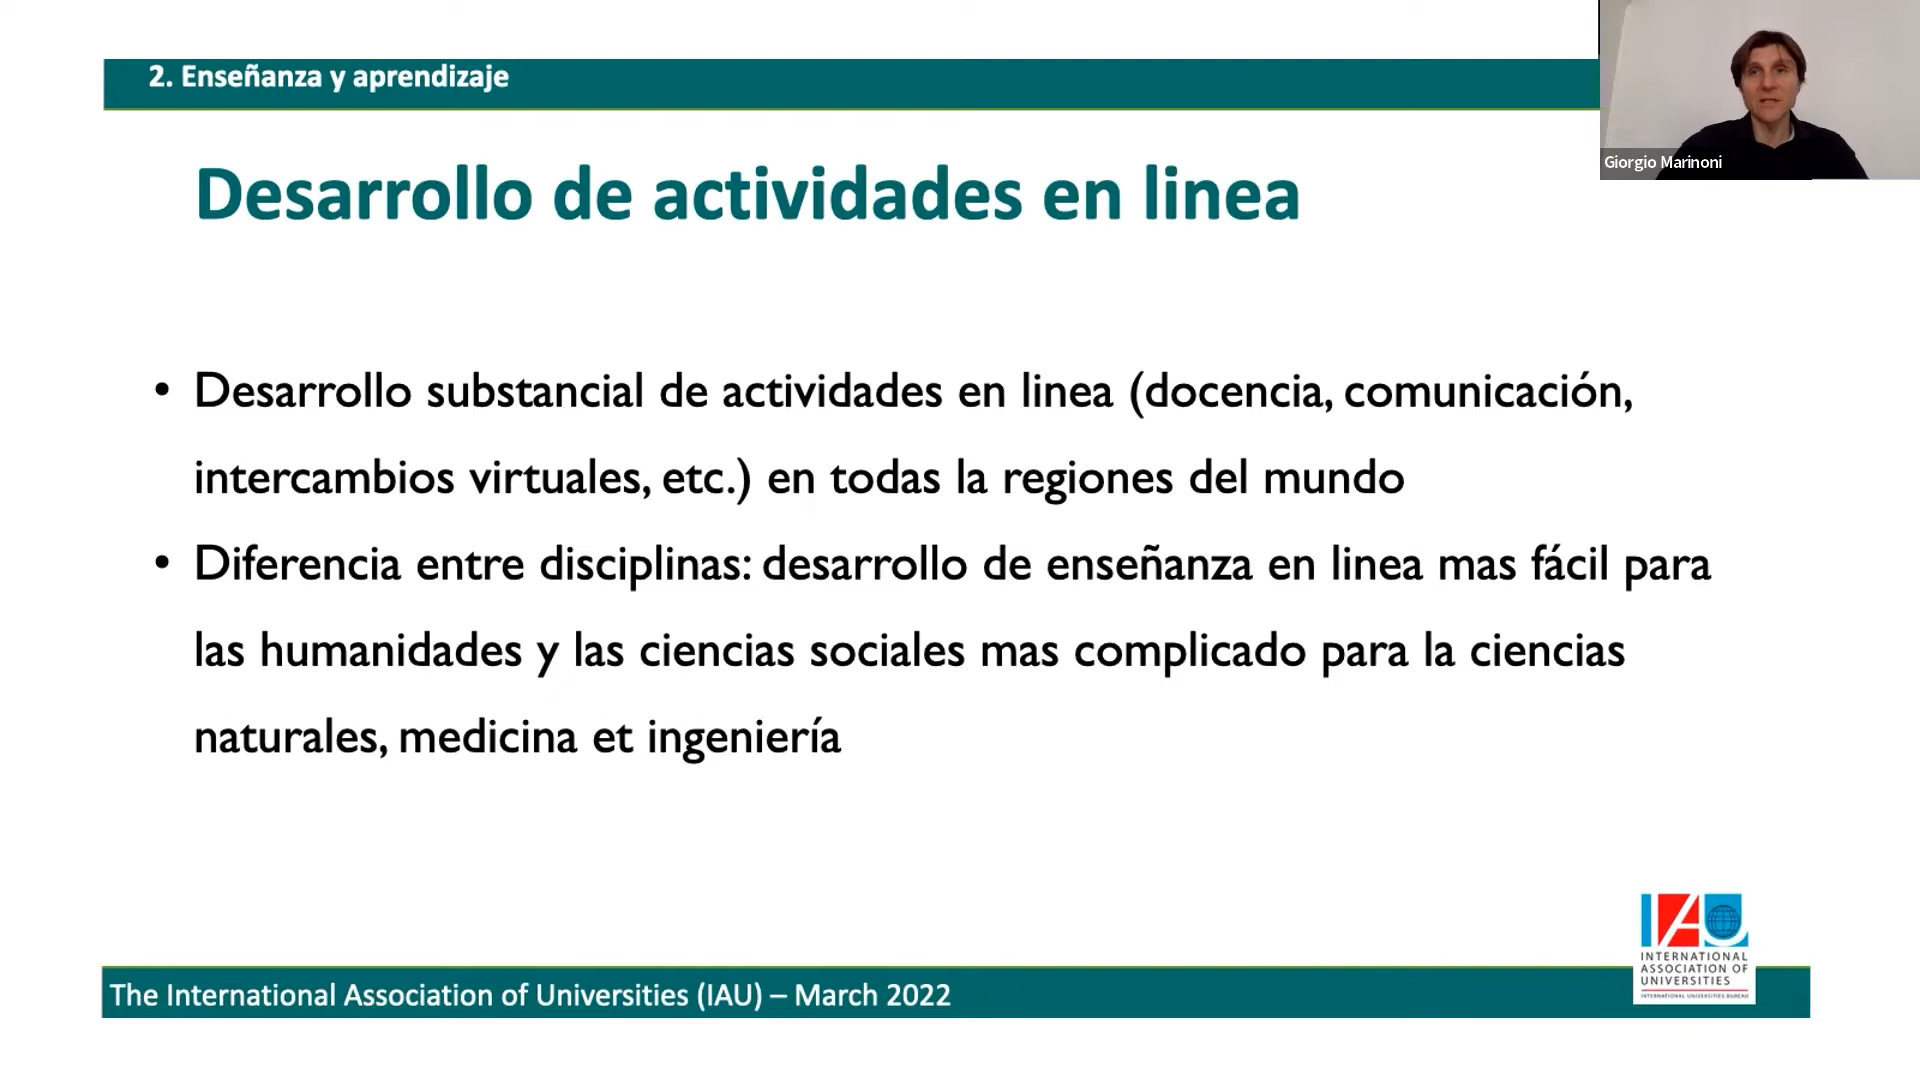 2. Enseñanza y aprendizaje
Giorgio Marinoni
Desarrollo de actividades en linea
• Desarrollo substancial de actividades en linea (docencia, comunicación,
intercambios virtuales, etc.) en todas la regiones del mundo
• Diferencia entre disciplinas: desarrollo de enseñanza en linea mas fácil para
las humanidades y las ciencias sociales mas complicado para la ciencias
naturales, medicina et ingeniería
IAU
INTERNATIONAL
ASSOCIATION OF
UNIVERSITIES
INTERNATIONAL UNIVERSITIES BUREAU
The International Association of Universities (IAU) – March 2022